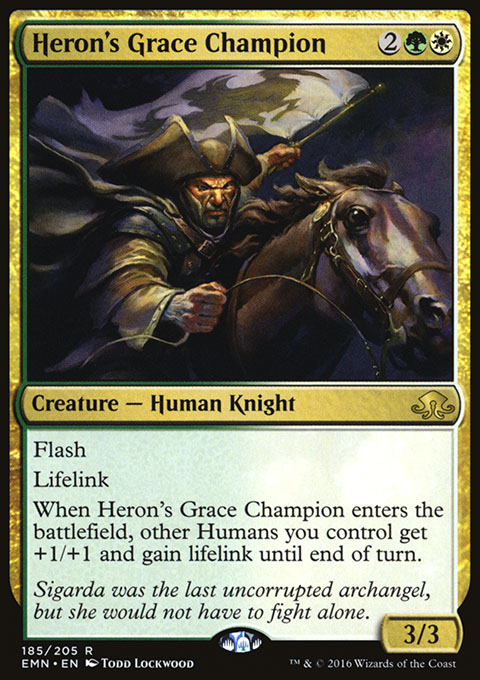 Heron's Grace Champion 2
Creature — Human Knight
Flash
Lifelink
When Heron's Grace Champion enters the
battlefield, other Humans you control get
+1/+1 and gain lifelink until end of turn.
Sigarda was the last uncorrupted archangel,
but she would not have to fight alone.
3/3
185/205 R
EMN • EN Todd Lockwood
™ & © 2016 Wizards of the Coast